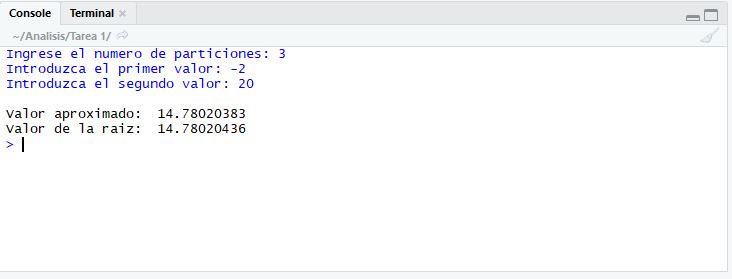 Console Terminal
~/Analisis/Tarea 1/
Ingrese el numero de particiones: 3
Introduzca el primer valor: -2
Introduzca el segundo valor: 20
Valor aproximado:  14.78020383
Valor de la raiz:  14.78020436
>